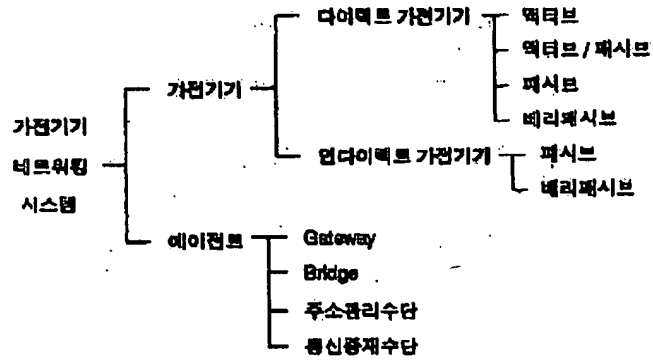 다이렉트 가전기기
액티브
액티브 / 패시브
패시브
베리패시브
가전기기
가전기기
네트워킹
시스템
인다이렉트 가전기기
패시브
베리패시브
에이전트
Gateway
Bridge
주소관리수단
통신중재수단